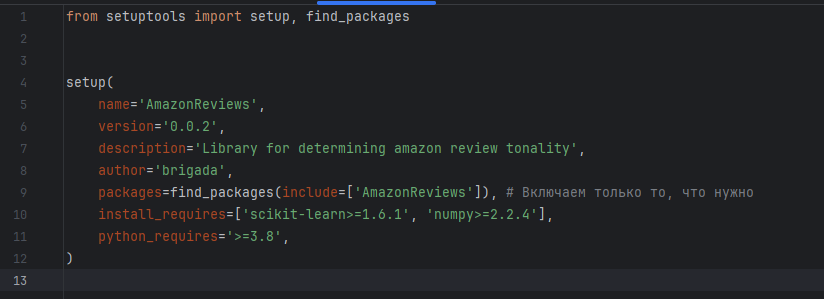 1 from setuptools import setup, find_packages
2
3
4 setup(
5 name='AmazonReviews',
6 version='0.0.2',
7 description='Library for determining amazon review tonality',
8 author='brigada',
9 packages=find_packages(include=['AmazonReviews']), # Включаем только то, что нужно
10 install_requires=['scikit-learn>=1.6.1', 'numpy>=2.2.4'],
11 python_requires='>=3.8',
12 )
13